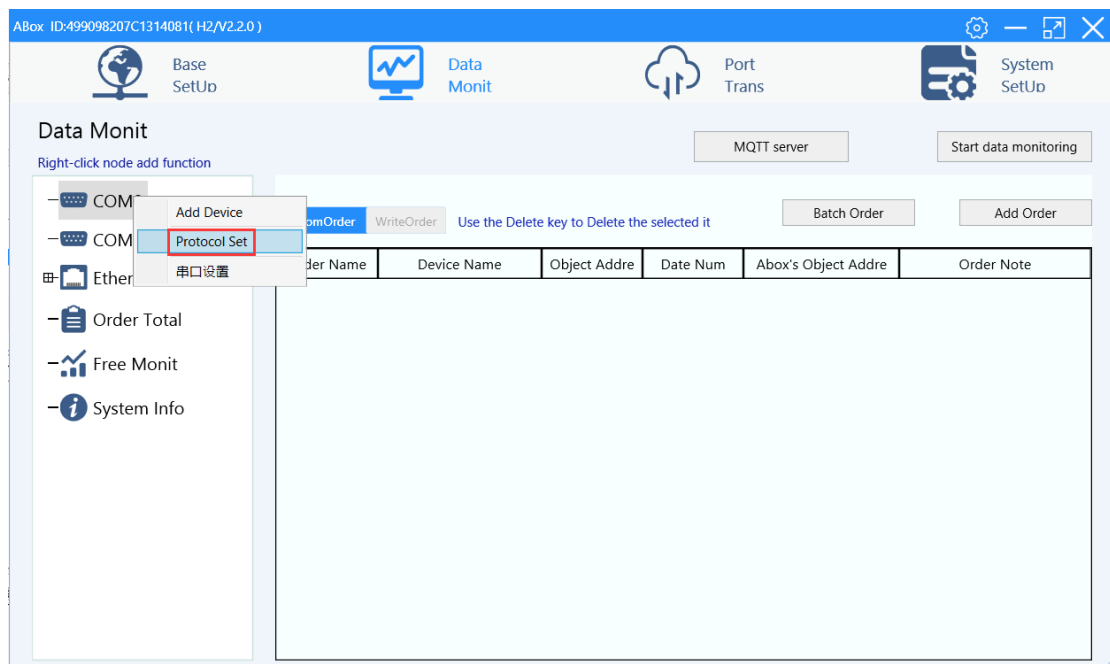 ABox ID:499098207C1314081( H2/V2.2.0 )
Base
SetUp
Data
Monit
Port
Trans
System
SetUp
Data Monit
MQTT server
Start data monitoring
Right-click node add function
COM
COM
Ether
Order Total
Free Monit
System Info
Add Device
Protocol Set
串口设置
omOrder
WriteOrder
Use the Delete key to Delete the selected it
Batch Order
Add Order
der Name
Device Name
Object Addre
Date Num
Abox's Object Addre
Order Note